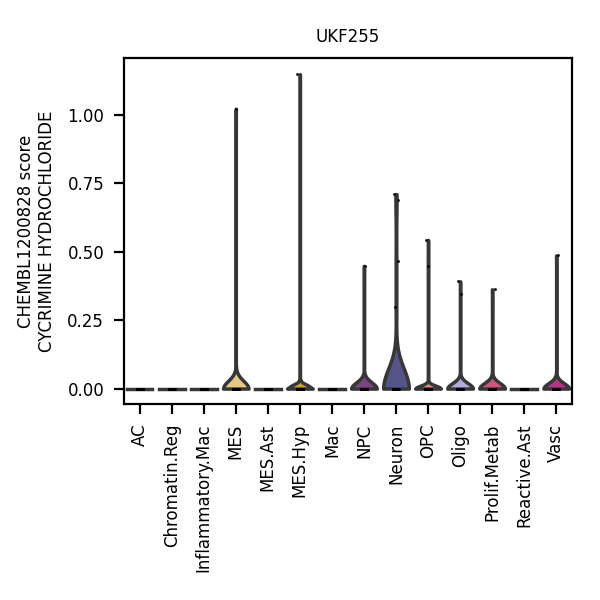 UKF255
CHEMBL1200828 score
CYCRIMINE HYDROCHLORIDE
1.00
0.75
0.50
0.25
0.00
AC
Chromatin.Reg
Inflammatory.Mac
MES
MES.Ast
MES.Hyp
Mac
NPC
Neuron
OPC
Oligo
Prolif.Metab
Reactive.Ast
Vasc